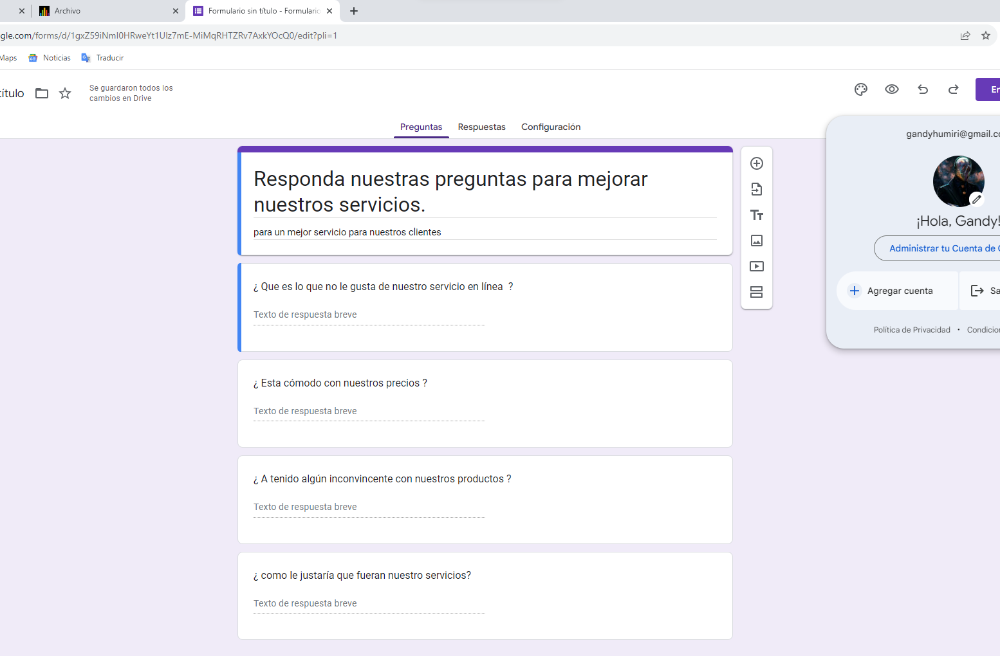 Archivo
Formulario sin título - Formulario
gle.com/forms/d/1gxZ59iNml0HRweYt1Ulz7mE-MiMqRHTZRv7AxkYOcQ0/edit?pli=1
Maps
Noticias
Traducir
título
Se guardaron todos los
cambios en Drive
En
Preguntas
Respuestas
Configuración
gandyhumiri@gmail.co
Responda nuestras preguntas para mejorar
nuestros servicios.
para un mejor servicio para nuestros clientes
¡Hola, Gandy!
Administrar tu Cuenta de G
Agregar cuenta
Sa
Política de Privacidad • Condicion
¿ Que es lo que no le gusta de nuestro servicio en línea ?
Texto de respuesta breve
¿ Esta cómodo con nuestros precios ?
Texto de respuesta breve
¿ A tenido algún inconvincente con nuestros productos ?
Texto de respuesta breve
¿ como le justaría que fueran nuestro servicios?
Texto de respuesta breve